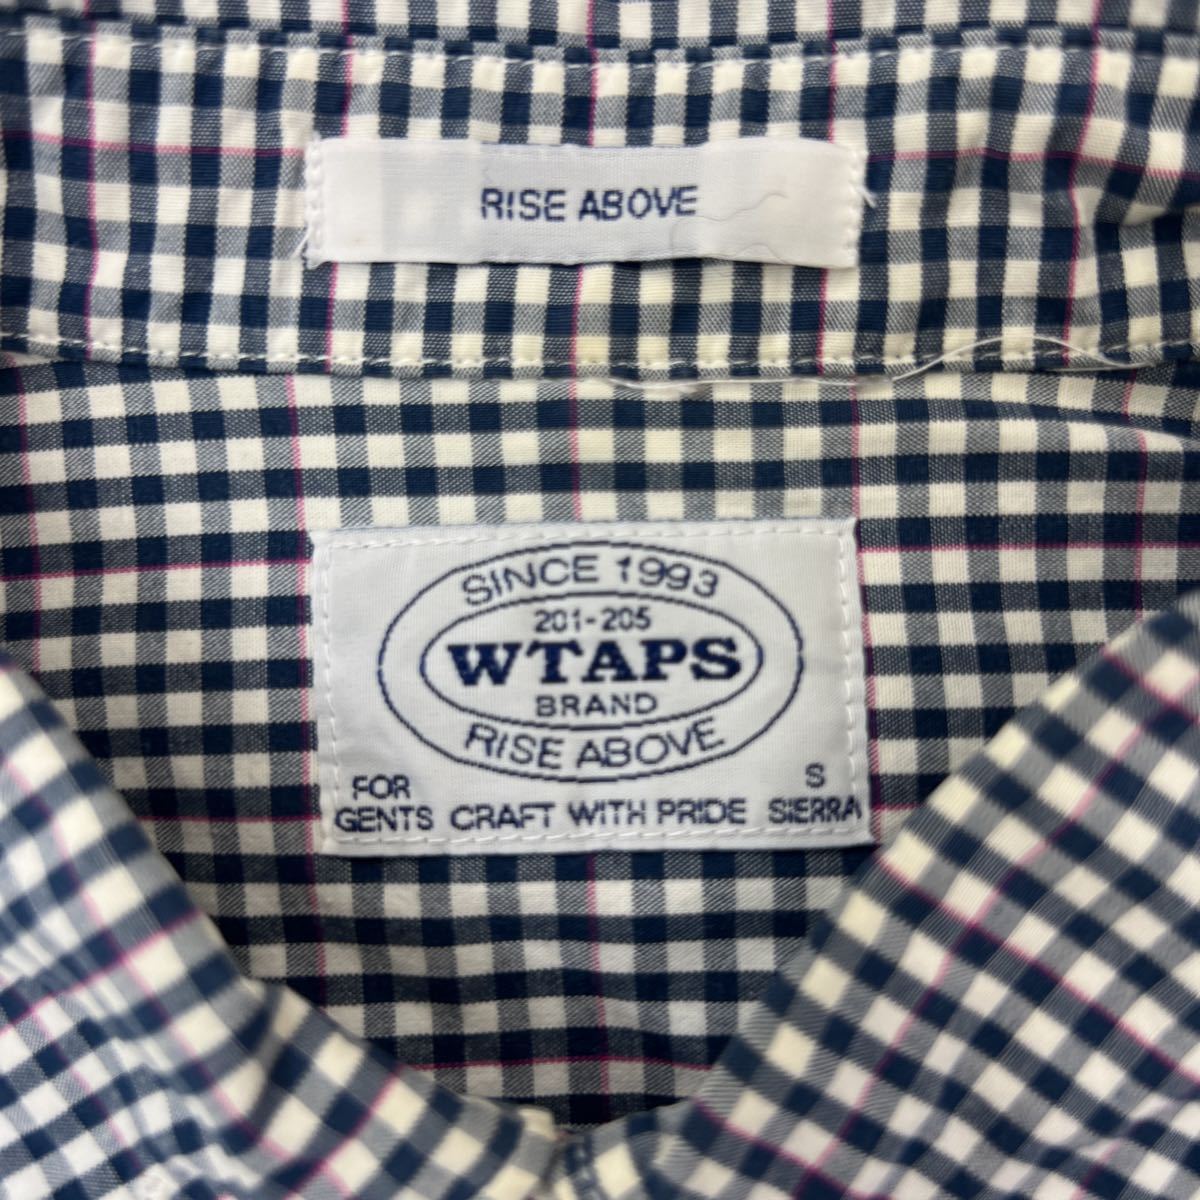 RISE ABOVE
SINCE 1993
201-205
WTAPS
BRAND
RISE ABOVE
FOR S
GENTS CRAFT WITH PRIDE SIERRA